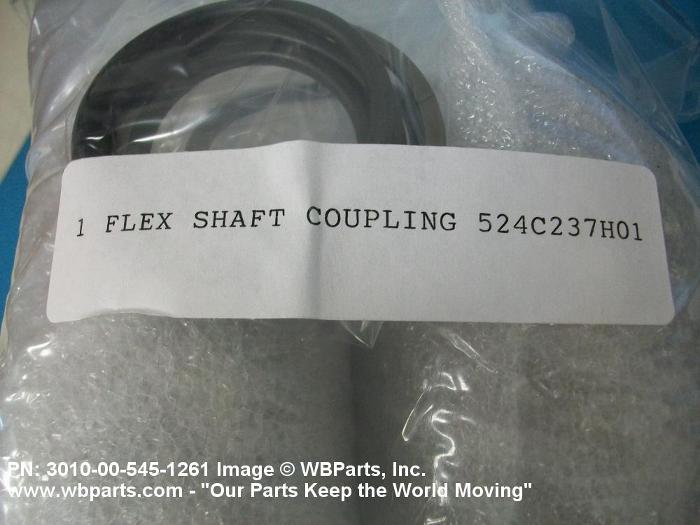 1 FLEX SHAFT COUPLING 524C237H01
PN: 3010-00-545-1261 Image © WBParts, Inc.
www.wbparts.com - "Our Parts Keep the World Moving"